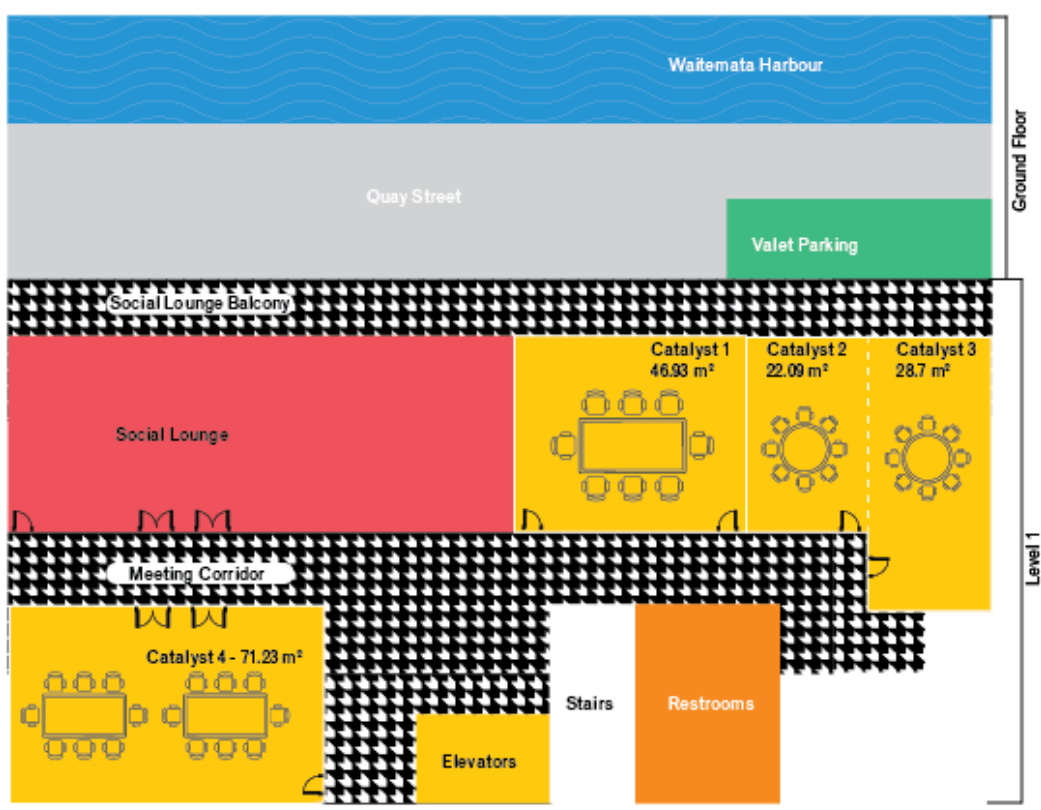 Waitemata Harbour
Ground Floor
Quay Street
Valet Parking
Social Lounge Balcony
Catalyst 1
46.93 m²
Catalyst 2
22.09 m²
Catalyst 3
28.7 m²
Social Lounge
Level 1
Meeting Corridor
Catalyst 4 - 71.23 m²
Stairs
Restrooms
Elevators